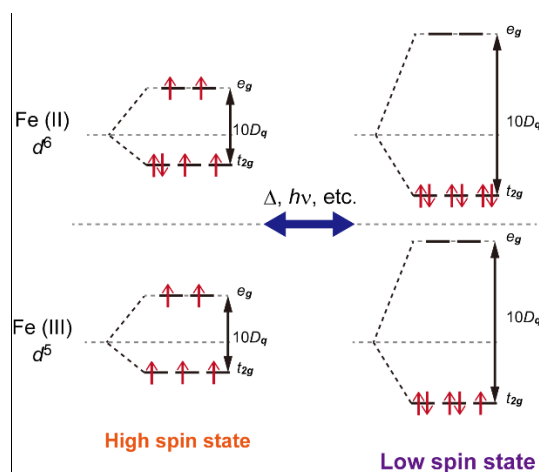 e_g
e_g
Fe (II)
d^6
10D_q
10D_q
t_2g
t_2g
Δ, hν, etc.
e_g
e_g
Fe (III)
d^5
10D_q
10D_q
t_2g
t_2g
High spin state
Low spin state